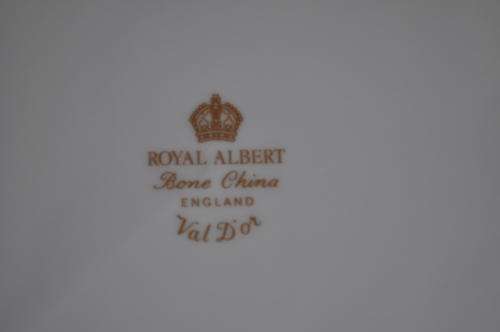 ROYAL ALBERT
Bone China
ENGLAND
Val D'or